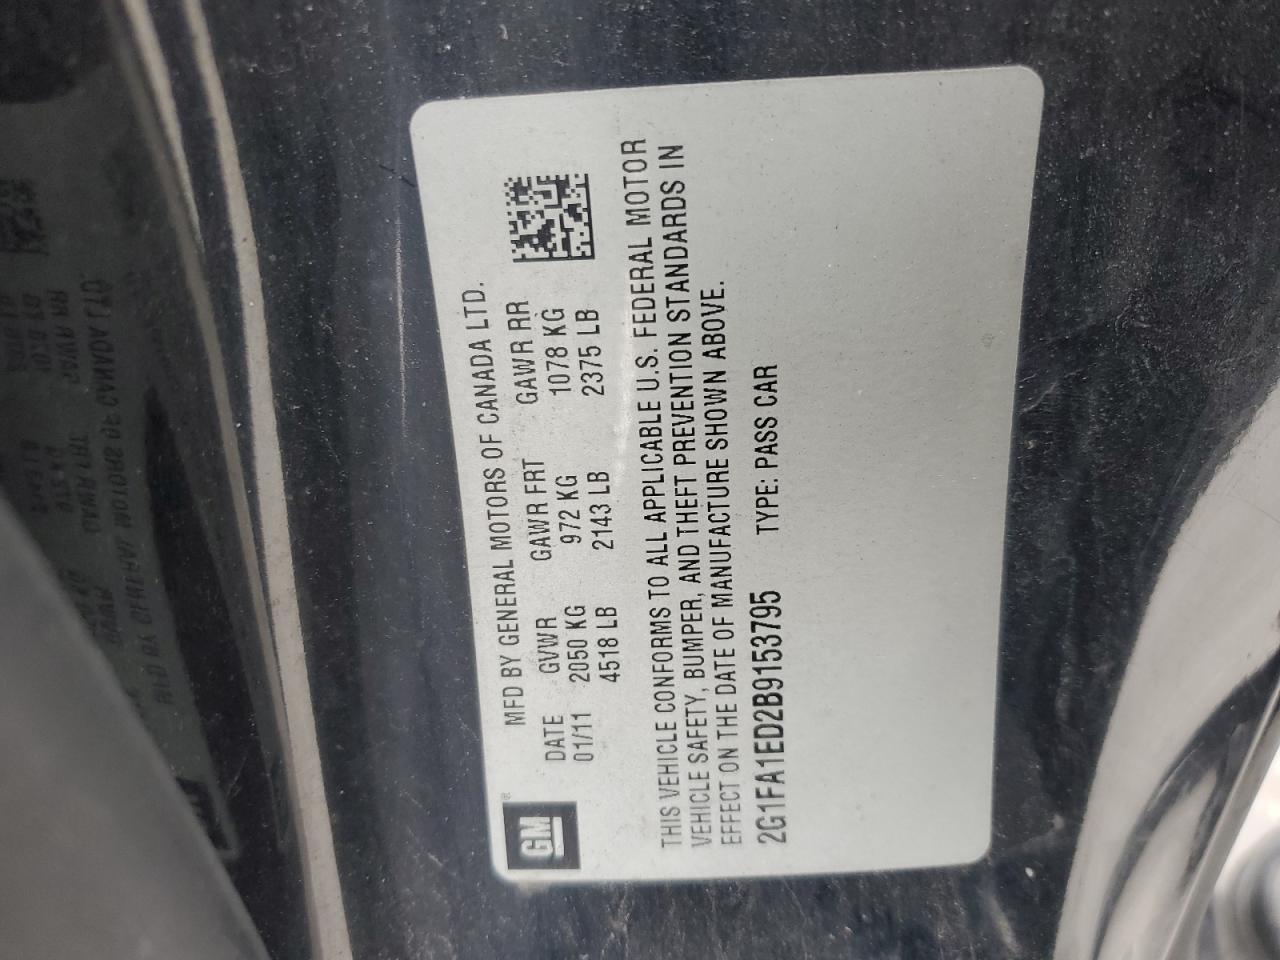 GM®
MFD BY GENERAL MOTORS OF CANADA LTD.
DATE GVWR GAWR FRT GAWR RR
01/11 2050 KG 972 KG 1078 KG
4518 LB 2143 LB 2375 LB
THIS VEHICLE CONFORMS TO ALL APPLICABLE U.S. FEDERAL MOTOR
VEHICLE SAFETY, BUMPER, AND THEFT PREVENTION STANDARDS IN
EFFECT ON THE DATE OF MANUFACTURE SHOWN ABOVE.
2G1FA1ED2B9153795 TYPE: PASS CAR